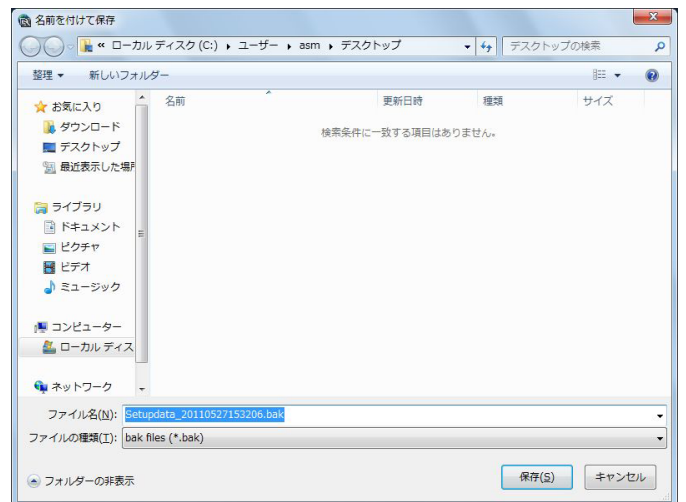 名前を付けて保存
« ローカル ディスク (C:) ▸ ユーザー ▸ asm ▸ デスクトップ
デスクトップの検索
整理 ▼ 新しいフォルダー
名前 更新日時 種類 サイズ
検索条件に一致する項目はありません。
お気に入り
ダウンロード
デスクトップ
最近表示した場所
ライブラリ
ドキュメント
ピクチャ
ビデオ
ミュージック
コンピューター
ローカル ディス
ネットワーク
ファイル名(N): Setupdata_20110527153206.bak
ファイルの種類(T): bak files (*.bak)
フォルダーの非表示 保存(S) キャンセル